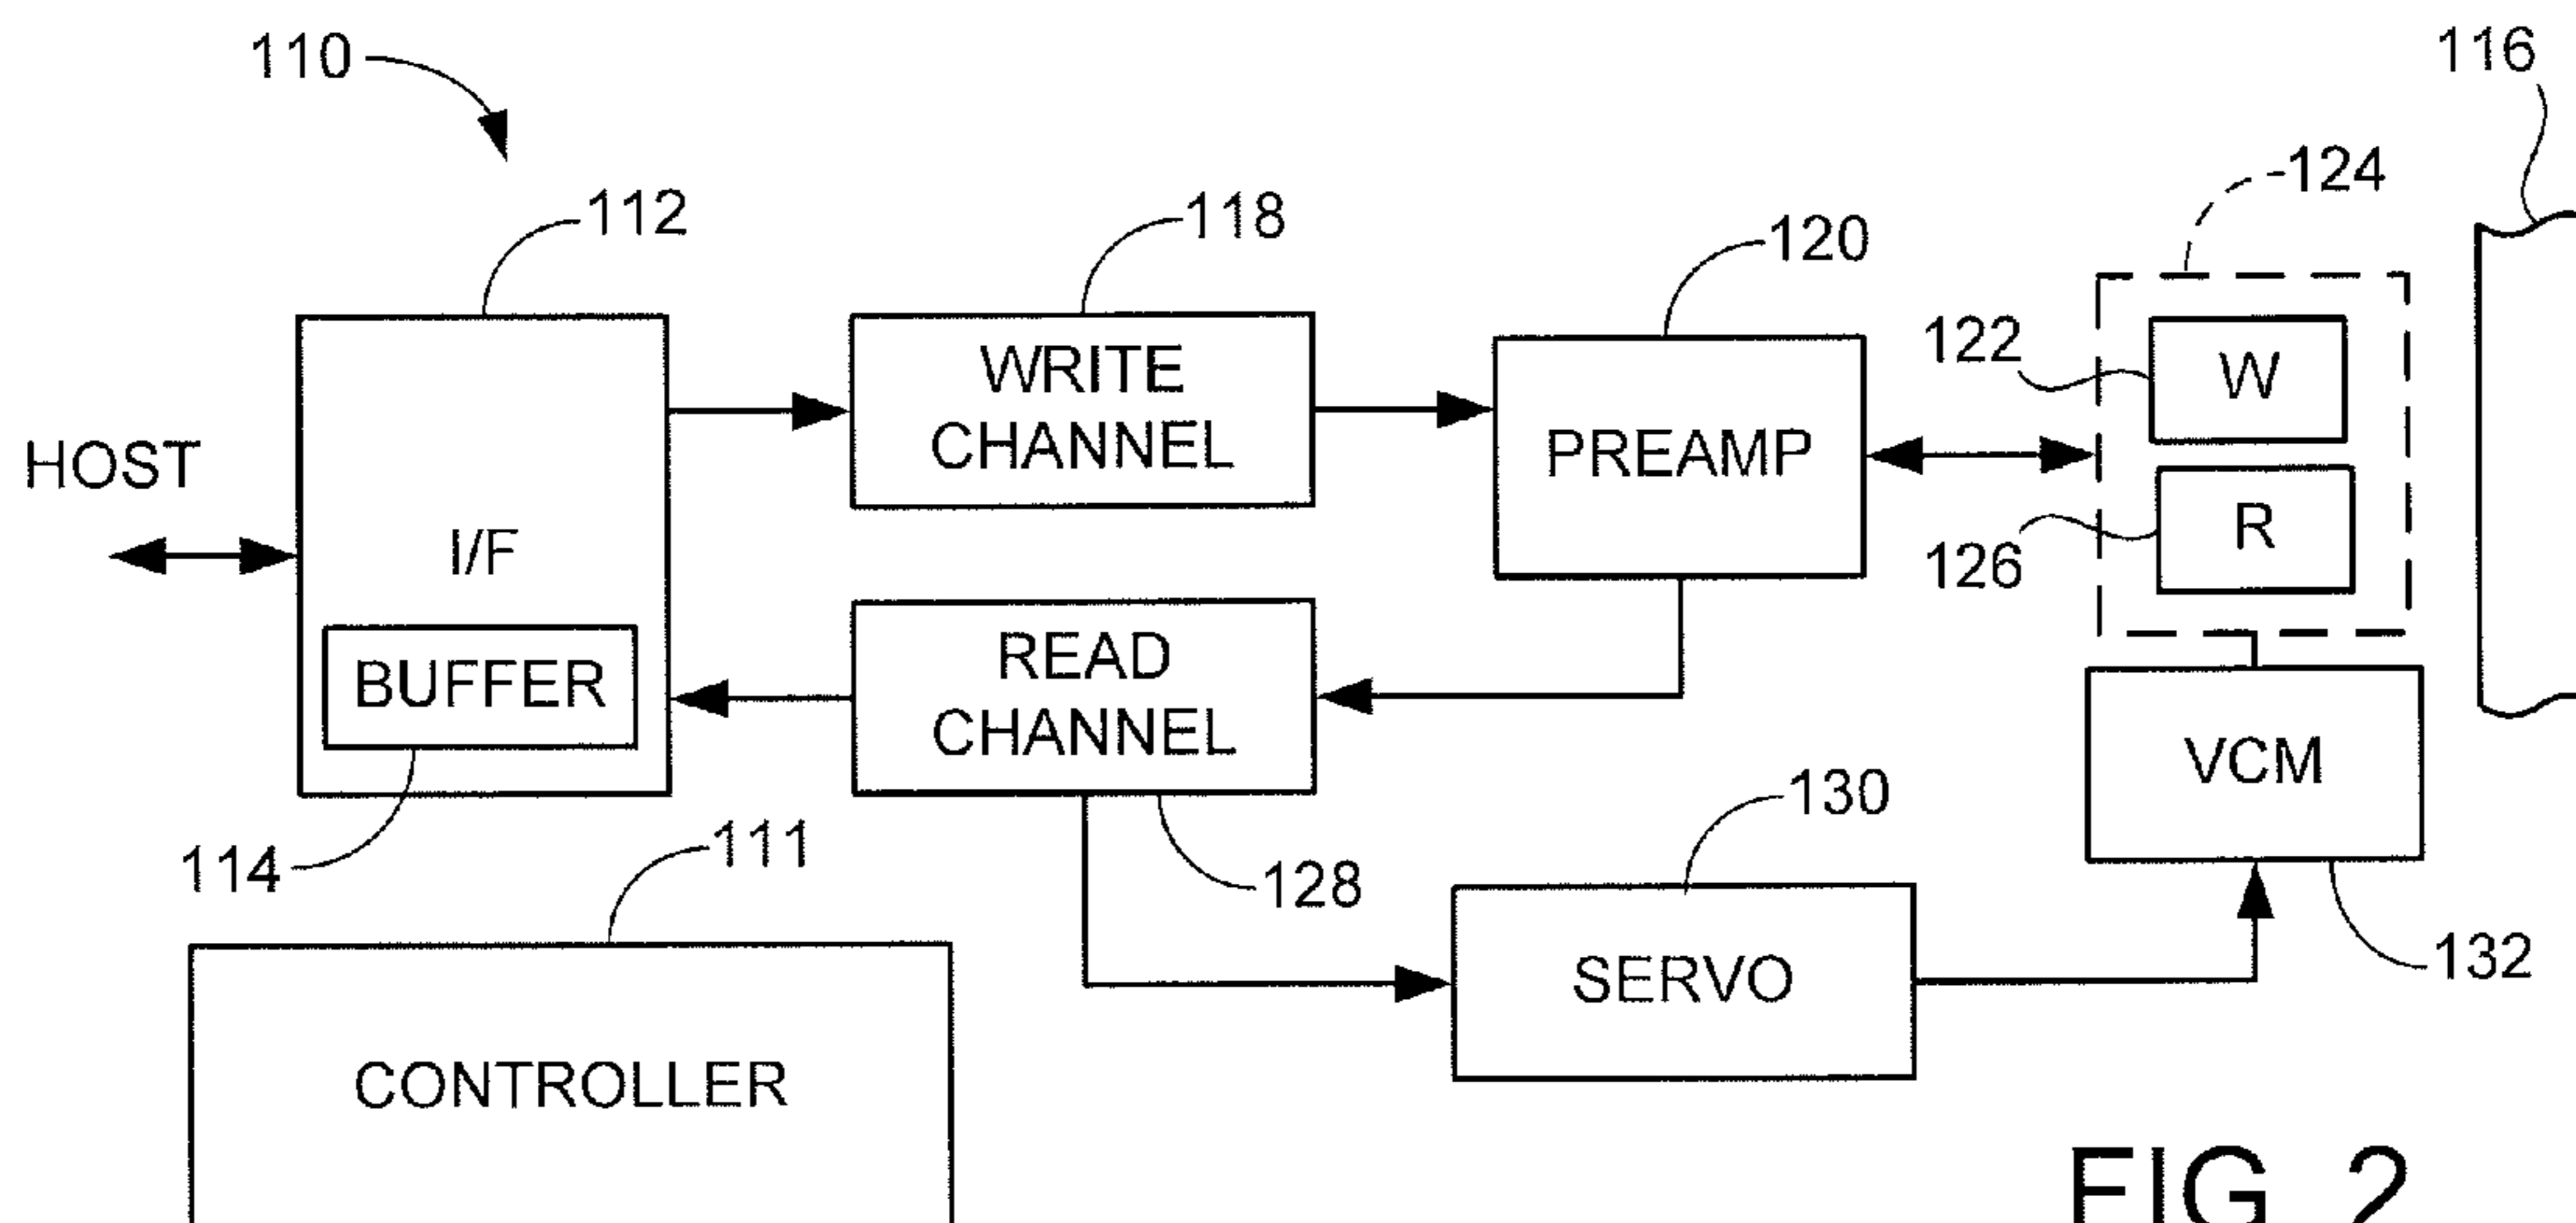 110
116
124
112
118
120
122
W
WRITE
CHANNEL
PREAMP
HOST
R
I/F
126
READ
CHANNEL
BUFFER
VCM
130
111
114
128
132
SERVO
CONTROLLER
FIG. 2